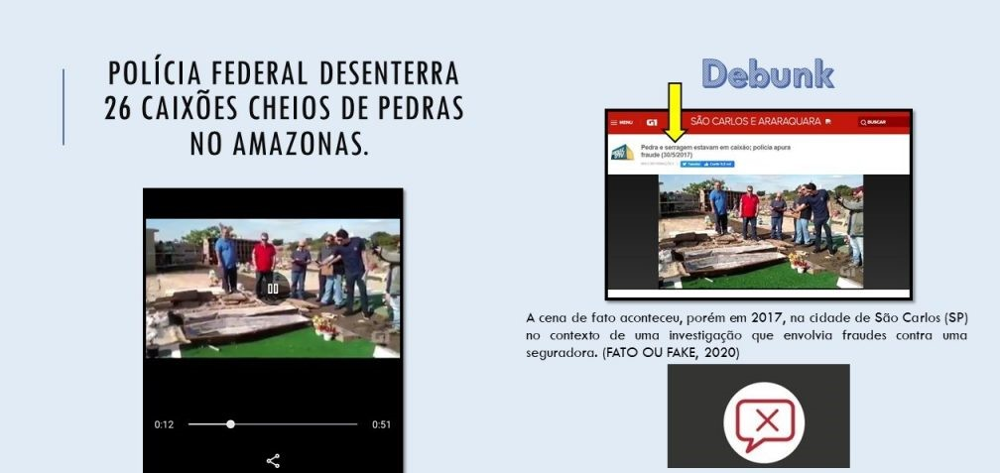 POLÍCIA FEDERAL DESENTERRA
26 CAIXÕES CHEIOS DE PEDRAS
NO AMAZONAS.
0:12
0:51
Debunk
MENU
G1
SÃO CARLOS E ARARAQUARA
BUSCAR
Pedra e serragem estavam em caixão; polícia apura
fraude (30/5/2017)
A cena de fato aconteceu, porém em 2017, na cidade de São Carlos (SP)
no contexto de uma investigação que envolvia fraudes contra uma
seguradora. (FATO OU FAKE, 2020)